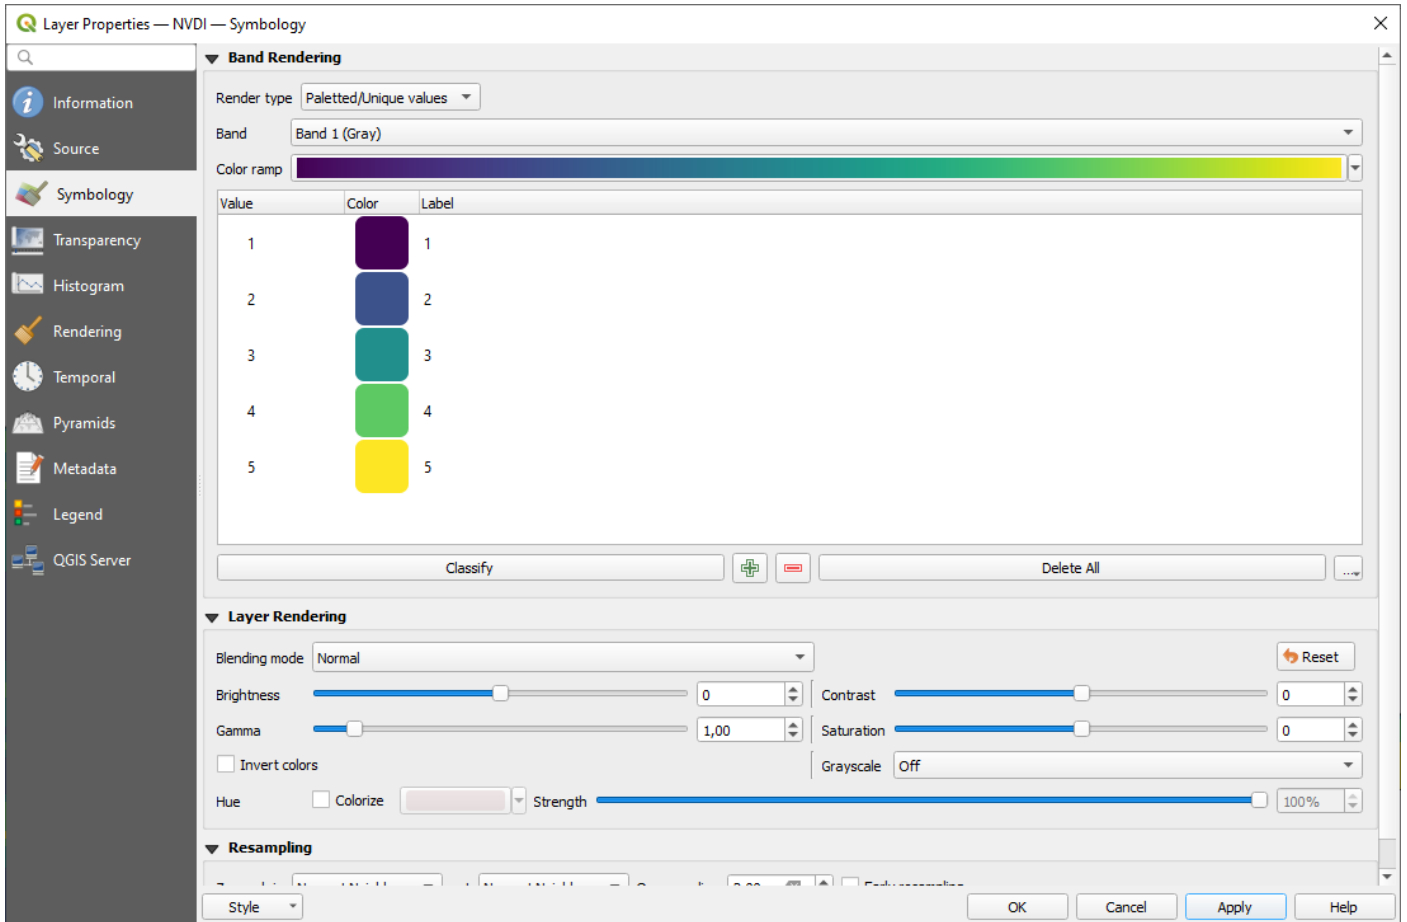 Layer Properties — NVDI — Symbology
Information
Source
Symbology
Transparency
Histogram
Rendering
Temporal
Pyramids
Metadata
Legend
QGIS Server
Band Rendering
Render type Paletted/Unique values
Band Band 1 (Gray)
Color ramp
Value Color Label
1 1
2 2
3 3
4 4
5 5
Classify Delete All ...
Layer Rendering
Blending mode Normal Reset
Brightness 0 Contrast 0
Gamma 1,00 Saturation 0
Invert colors Grayscale Off
Hue Colorize Strength 100%
Resampling
Style OK Cancel Apply Help